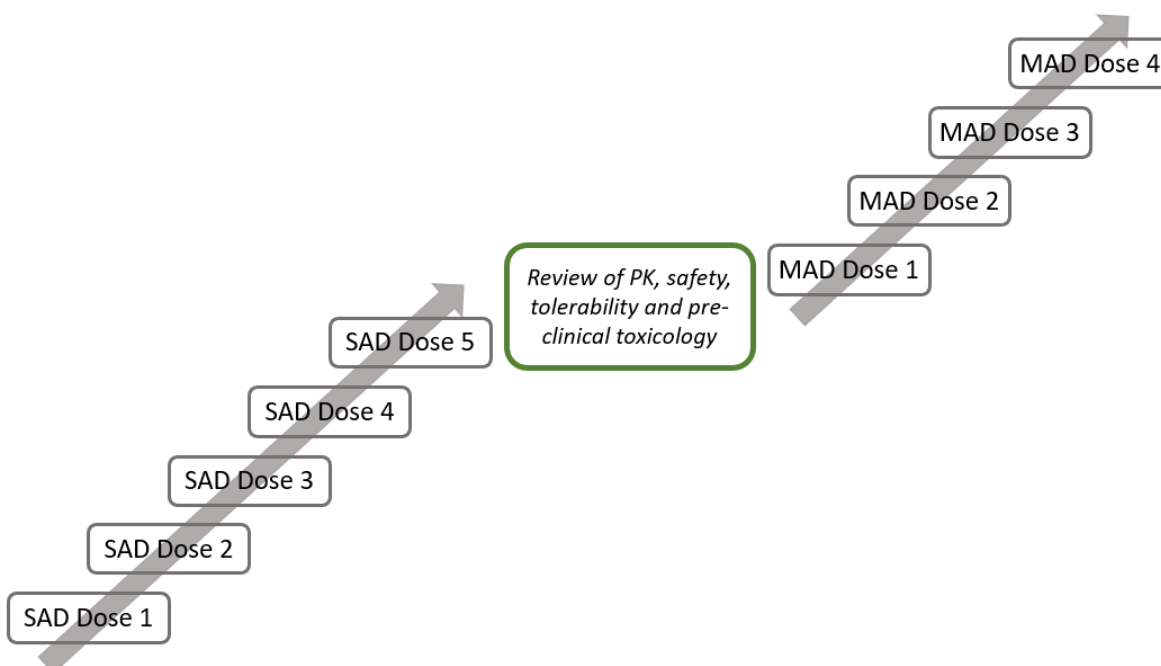 SAD Dose 1
SAD Dose 2
SAD Dose 3
SAD Dose 4
SAD Dose 5
Review of PK, safety,
tolerability and pre-
clinical toxicology
MAD Dose 1
MAD Dose 2
MAD Dose 3
MAD Dose 4